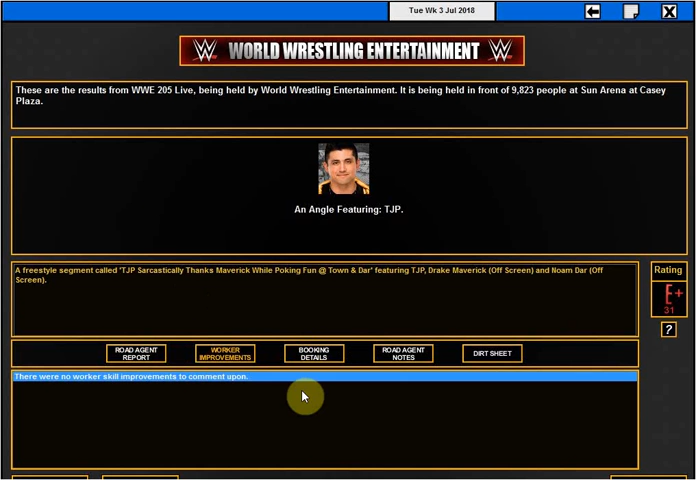 Tue Wk 3 Jul 2018
WORLD WRESTLING ENTERTAINMENT
These are the results from WWE 205 Live, being held by World Wrestling Entertainment. It is being held in front of 9,823 people at Sun Arena at Casey
Plaza.
An Angle Featuring: TJP.
A freestyle segment called 'TJP Sarcastically Thanks Maverick While Poking Fun @ Town & Dar' featuring TJP, Drake Maverick (Off Screen) and Noam Dar (Off
Screen).
Rating
E+
31
?
ROAD AGENT
REPORT
WORKER
IMPROVEMENTS
BOOKING
DETAILS
ROAD AGENT
NOTES
DIRT SHEET
There were no worker skill improvements to comment upon.